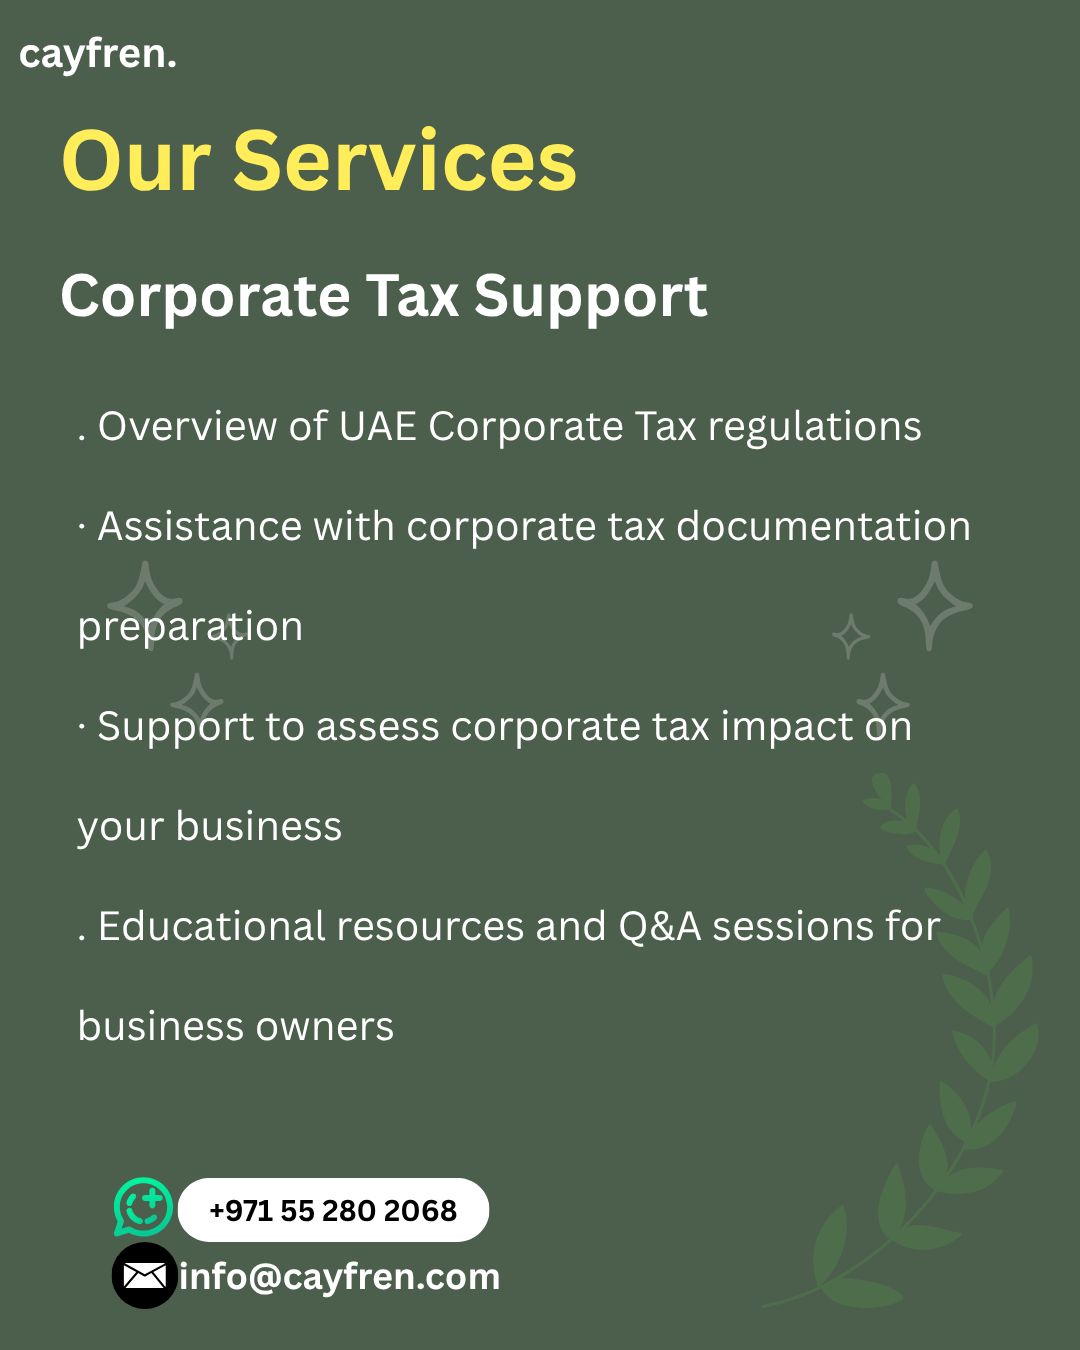 cayfren.
Our Services
Corporate Tax Support
. Overview of UAE Corporate Tax regulations
· Assistance with corporate tax documentation
preparation
· Support to assess corporate tax impact on
your business
. Educational resources and Q&A sessions for
business owners
+971 55 280 2068
info@cayfren.com